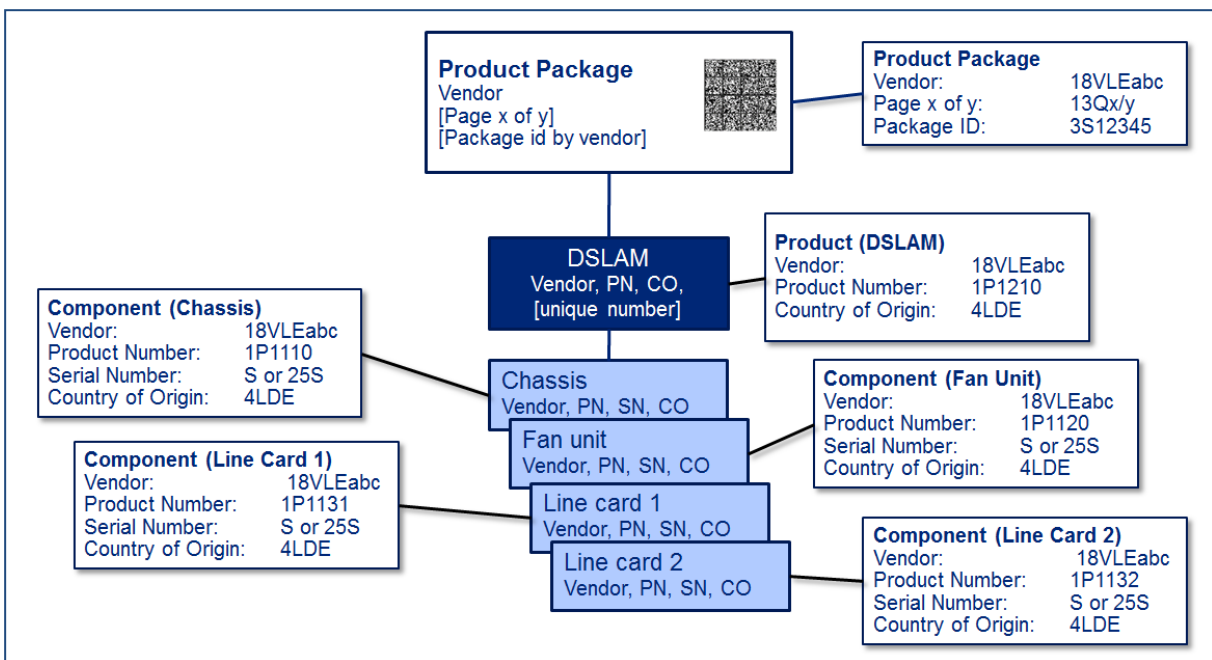 Product Package
Vendor
[Page x of y]
[Package id by vendor]
Product Package
Vendor: 18VLEabc
Page x of y: 13Qx/y
Package ID: 3S12345
DSLAM
Vendor, PN, CO,
[unique number]
Product (DSLAM)
Vendor: 18VLEabc
Product Number: 1P1210
Country of Origin: 4LDE
Component (Chassis)
Vendor: 18VLEabc
Product Number: 1P1110
Serial Number: S or 25S
Country of Origin: 4LDE
Chassis
Vendor, PN, SN, CO
Component (Fan Unit)
Vendor: 18VLEabc
Product Number: 1P1120
Serial Number: S or 25S
Country of Origin: 4LDE
Fan unit
Vendor, PN, SN, CO
Component (Line Card 1)
Vendor: 18VLEabc
Product Number: 1P1131
Serial Number: S or 25S
Country of Origin: 4LDE
Line card 1
Vendor, PN, SN, CO
Line card 2
Vendor, PN, SN, CO
Component (Line Card 2)
Vendor: 18VLEabc
Product Number: 1P1132
Serial Number: S or 25S
Country of Origin: 4LDE